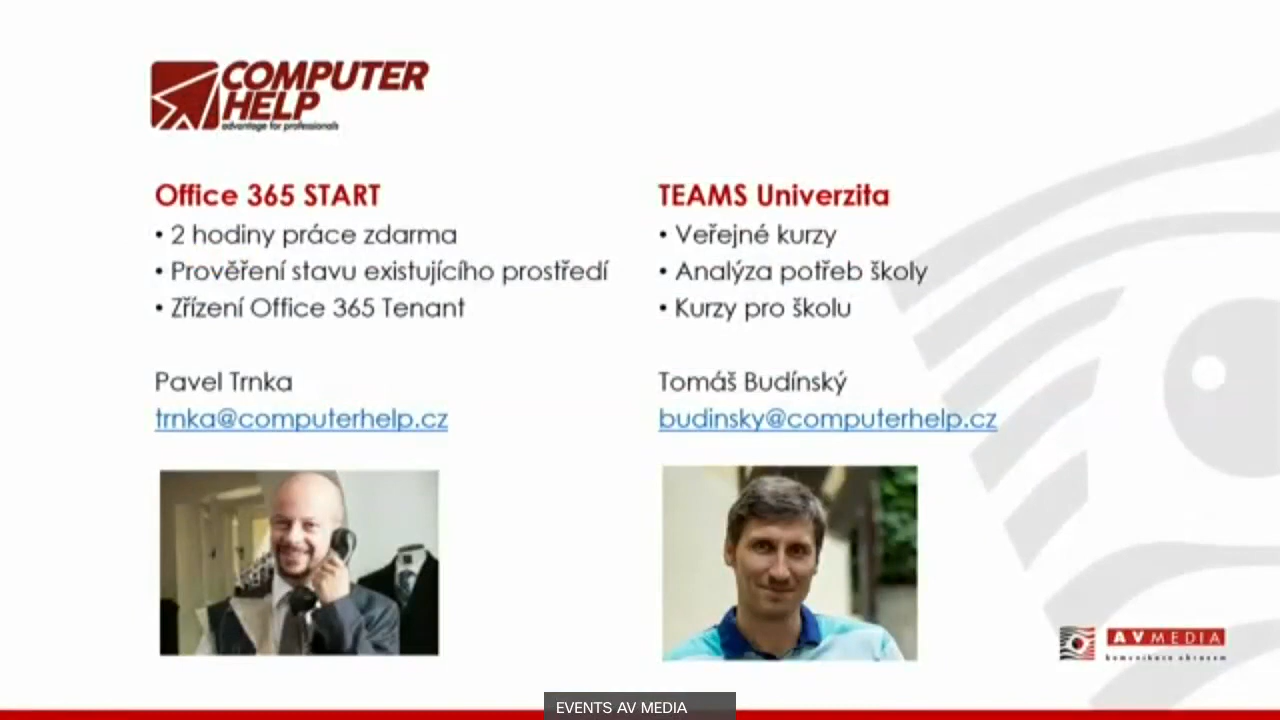 COMPUTER
HELP
advantage for professionals
Office 365 START
• 2 hodiny práce zdarma
• Prověření stavu existujícího prostředí
• Zřízení Office 365 Tenant
Pavel Trnka
trnka@computerhelp.cz
TEAMS Univerzita
• Veřejné kurzy
• Analýza potřeb školy
• Kurzy pro školu
Tomáš Budínský
budinsky@computerhelp.cz
AV MEDIA
komunikace obrazem
EVENTS AV MEDIA